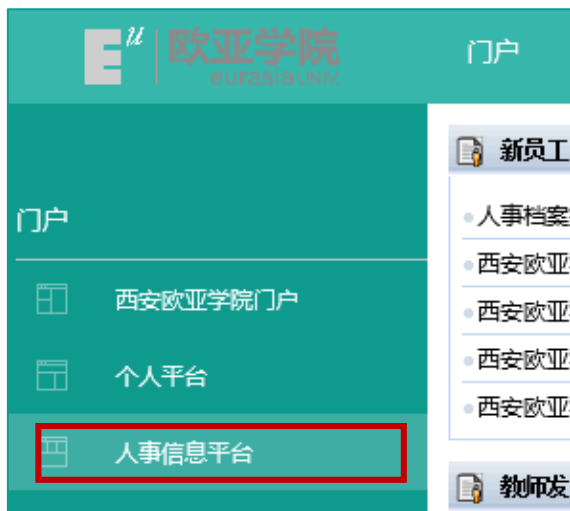 Eu 欧亚学院
eurasiaUNIV.
门户
门户
西安欧亚学院门户
个人平台
人事信息平台
新员工
人事档案
西安欧亚
西安欧亚
西安欧亚
西安欧亚
教师发